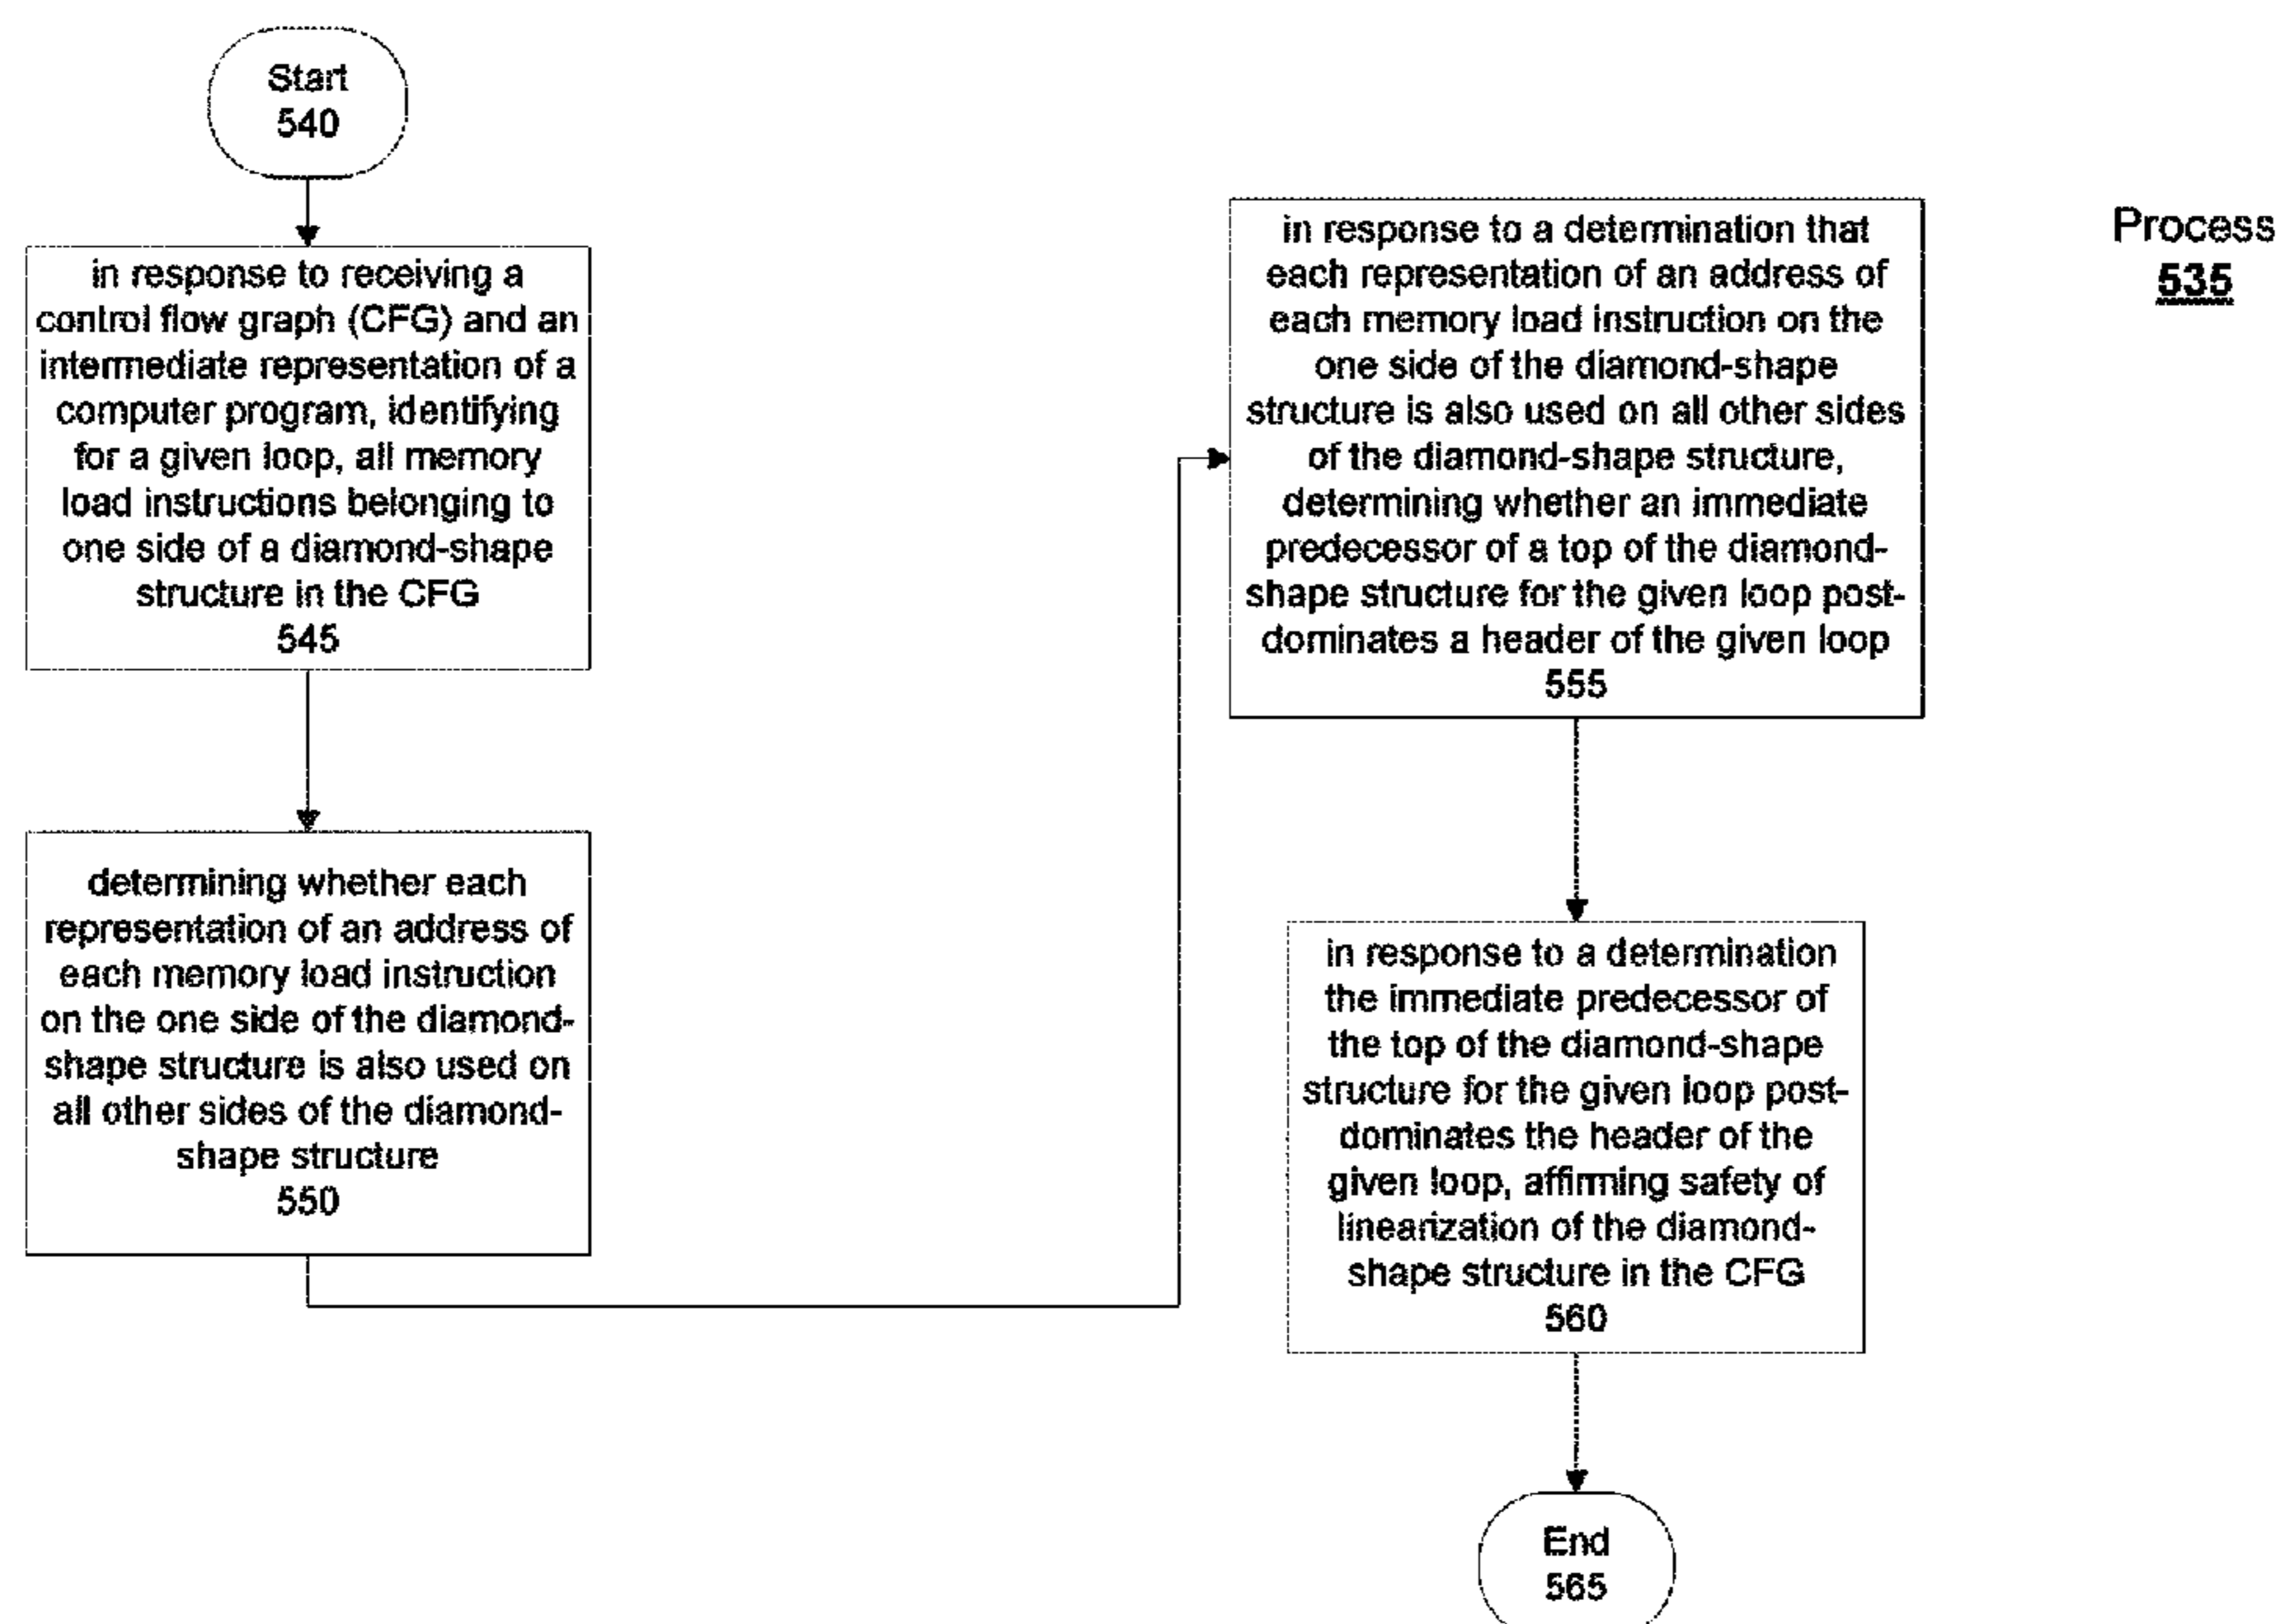 Start
540
in response to receiving a
control flow graph (CFG) and an
intermediate representation of a
computer program, identifying
for a given loop, all memory
load instructions belonging to
one side of a diamond-shape
structure in the CFG
545
determining whether each
representation of an address of
each memory load instruction
on the one side of the diamond-
shape structure is also used on
all other sides of the diamond-
shape structure
550
in response to a determination that
each representation of an address of
each memory load instruction on the
one side of the diamond-shape
structure is also used on all other sides
of the diamond-shape structure,
determining whether an immediate
predecessor of a top of the diamond-
shape structure for the given loop post-
dominates a header of the given loop
555
in response to a determination
the immediate predecessor of
the top of the diamond-shape
structure for the given loop post-
dominates the header of the
given loop, affirming safety of
linearization of the diamond-
shape structure in the CFG
560
End
565
Process
535